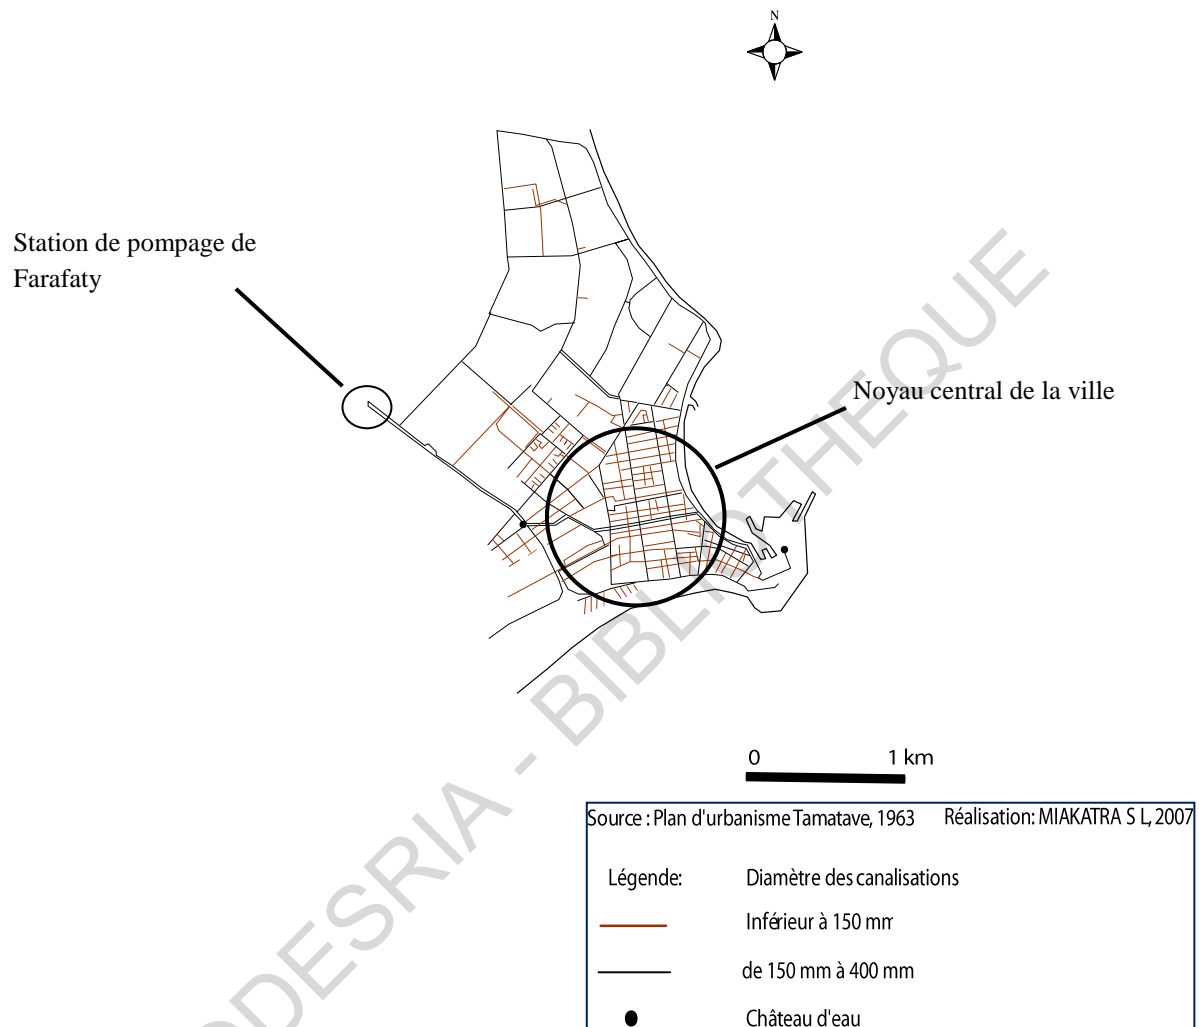 N
Station de pompage de
Farafaty
Noyau central de la ville
0 1 km
Source : Plan d'urbanisme Tamatave, 1963 Réalisation: MIAKATRA S L, 2007
Légende: Diamètre des canalisations
Inférieur à 150 mm
de 150 mm à 400 mm
Château d'eau
ODESRIA - BIBLIOTHEQUE